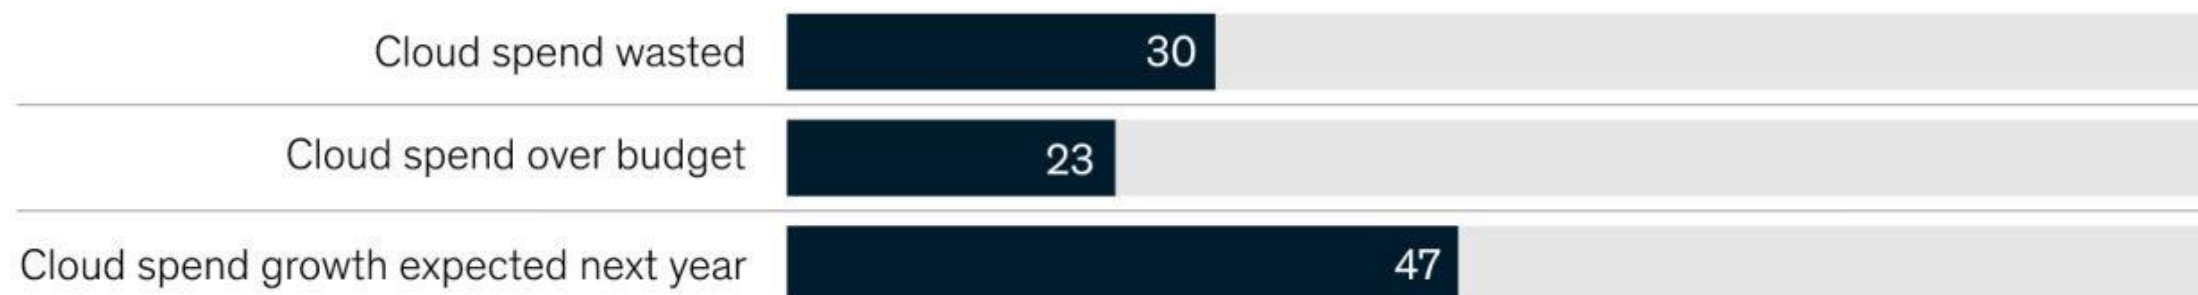 Cloud spend wasted 30
Cloud spend over budget 23
Cloud spend growth expected next year 47